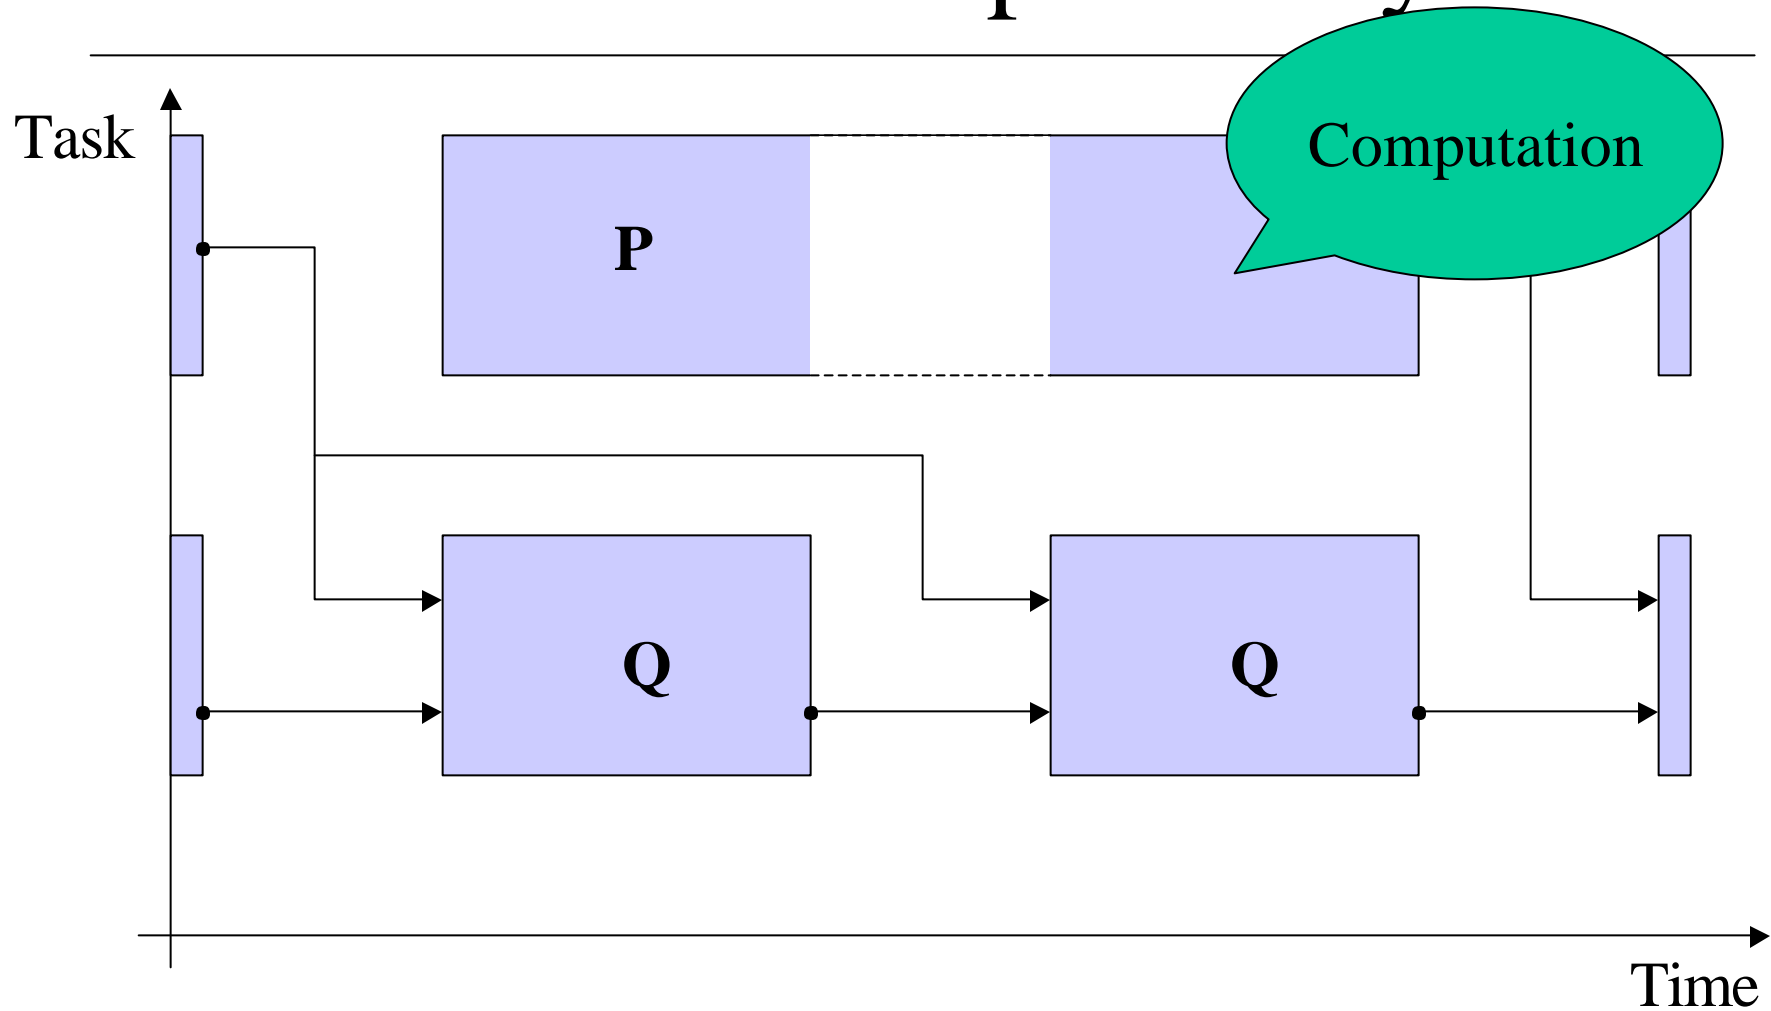 Task
Computation
P
Q
Q
Time